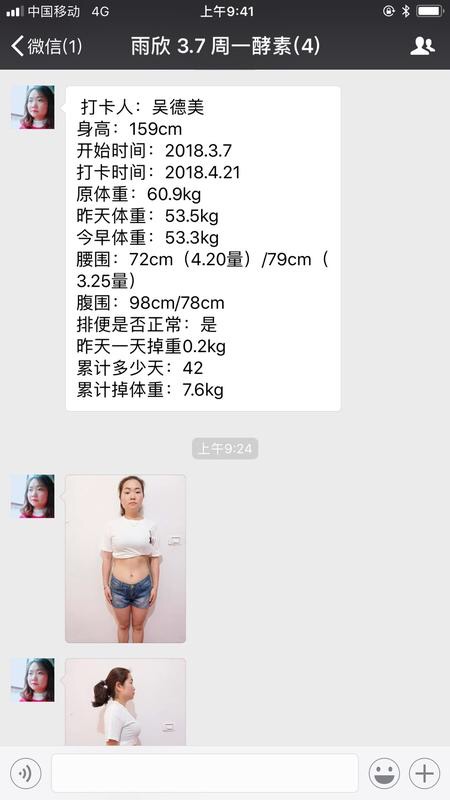 中国移动 4G 上午9:41
微信(1) 雨欣 3.7 周一酵素(4)
打卡人：吴德美
身高：159cm
开始时间：2018.3.7
打卡时间：2018.4.21
原体重：60.9kg
昨天体重：53.5kg
今早体重：53.3kg
腰围：72cm（4.20量）/79cm（
3.25量）
腹围：98cm/78cm
排便是否正常：是
昨天一天掉重0.2kg
累计多少天：42
累计掉体重：7.6kg
上午9:24